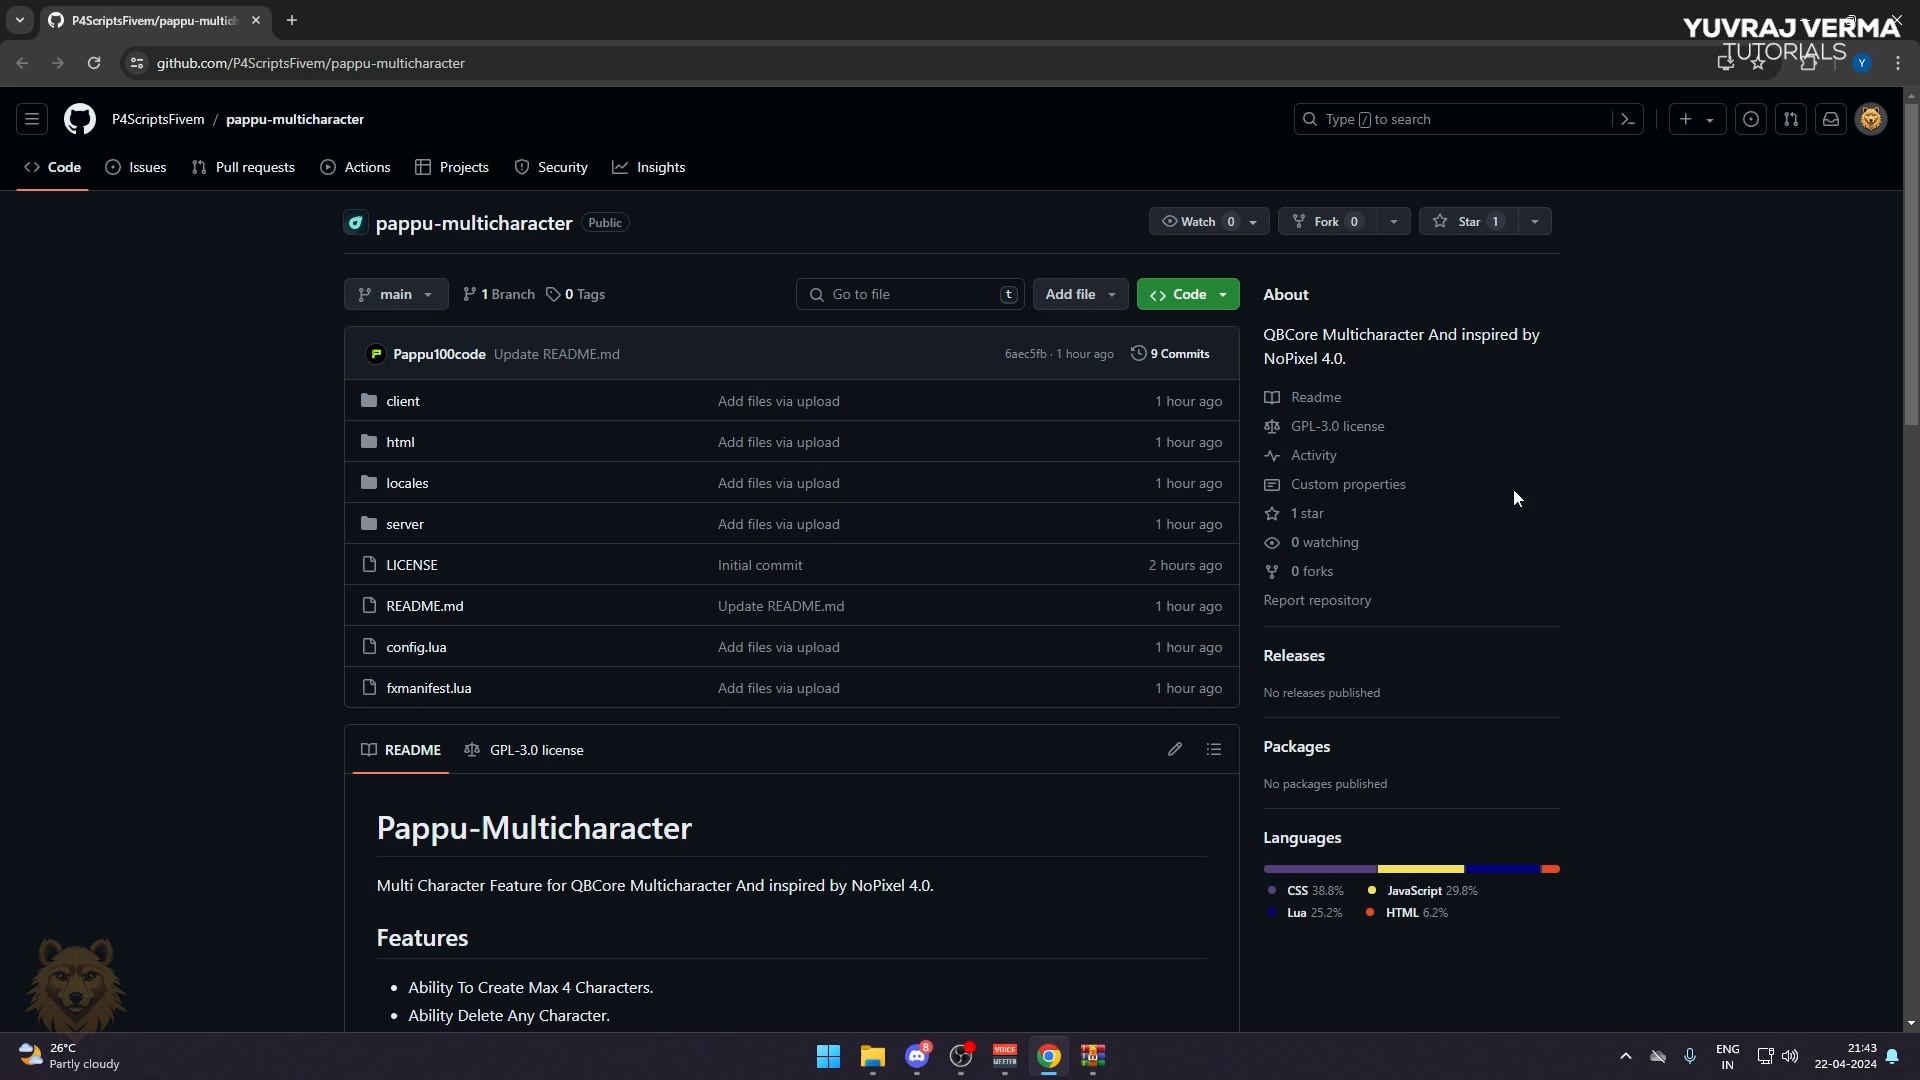 P4ScriptsFivem/pappu-multich
YUVRAJ VERMA
TUTORIALS
github.com/P4ScriptsFivem/pappu-multicharacter
Y
P4ScriptsFivem / pappu-multicharacter
Type / to search
Code
Issues
Pull requests
Actions
Projects
Security
Insights
pappu-multicharacter Public
Watch 0
Fork 0
Star 1
main
1 Branch
0 Tags
Go to file t
Add file
<> Code
Pappu100code Update README.md 6aec5fb · 1 hour ago 9 Commits
client Add files via upload 1 hour ago
html Add files via upload 1 hour ago
locales Add files via upload 1 hour ago
server Add files via upload 1 hour ago
LICENSE Initial commit 2 hours ago
README.md Update README.md 1 hour ago
config.lua Add files via upload 1 hour ago
fxmanifest.lua Add files via upload 1 hour ago
README GPL-3.0 license
Pappu-Multicharacter
Multi Character Feature for QBCore Multicharacter And inspired by NoPixel 4.0.
Features
• Ability To Create Max 4 Characters.
• Ability Delete Any Character.
About
QBCore Multicharacter And inspired by
NoPixel 4.0.
Readme
GPL-3.0 license
Activity
Custom properties
1 star
0 watching
0 forks
Report repository
Releases
No releases published
Packages
No packages published
Languages
CSS 38.8% JavaScript 29.8%
Lua 25.2% HTML 6.2%
26°C
Partly cloudy
8
VOICE
MEETER
ENG
IN
21:43
22-04-2024